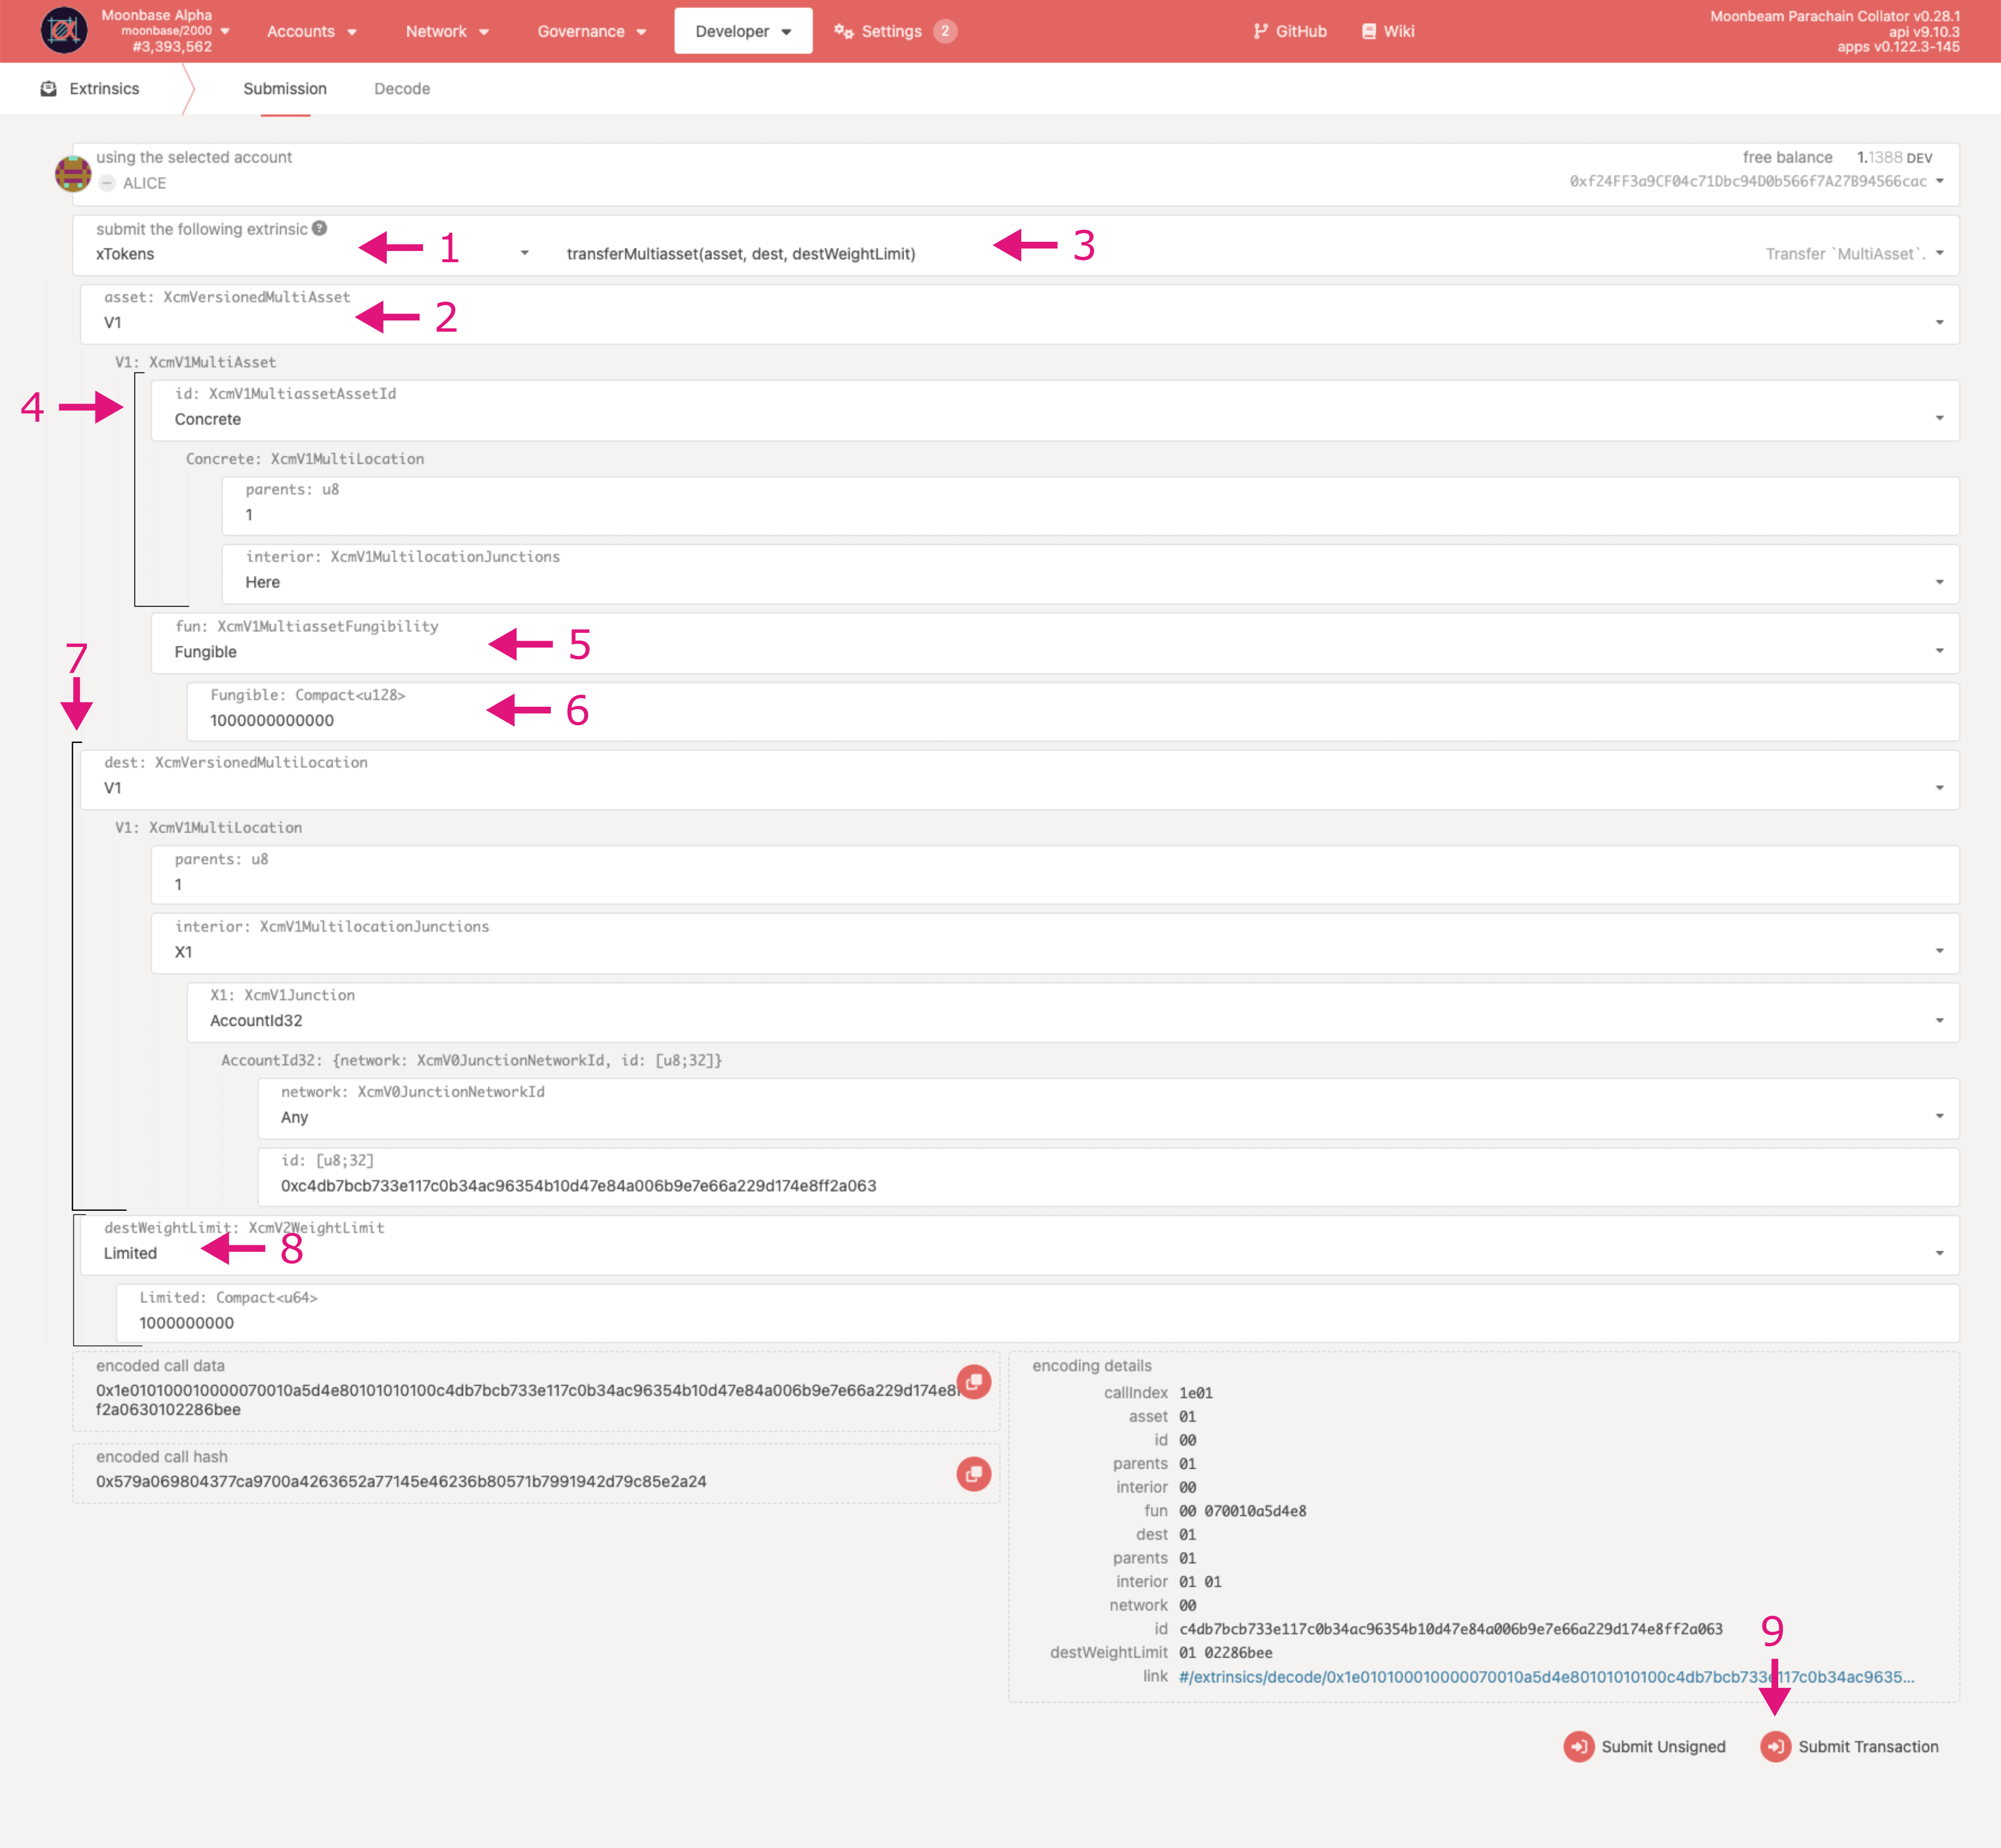 Moonbase Alpha
moonbase/2000
#3,393,562
Accounts
Network
Governance
Developer
Settings 2
GitHub
Wiki
Moonbeam Parachain Collator v0.28.1
api v9.10.3
apps v0.122.3-145
Extrinsics
Submission
Decode
using the selected account
ALICE
free balance 1.1388 DEV
0xf24FF3a9CF04c71Dbc94D0b566f7A27B94566cac
submit the following extrinsic ?
xTokens
1
transferMultiasset(asset, dest, destWeightLimit)
3
Transfer `MultiAsset`.
asset: XcmVersionedMultiAsset
V1
2
V1: XcmV1MultiAsset
4
id: XcmV1MultiassetAssetId
Concrete
Concrete: XcmV1MultiLocation
parents: u8
1
interior: XcmV1MultilocationJunctions
Here
fun: XcmV1MultiassetFungibility
Fungible
5
7
Fungible: Compact<u128>
1000000000000
6
dest: XcmVersionedMultiLocation
V1
V1: XcmV1MultiLocation
parents: u8
1
interior: XcmV1MultilocationJunctions
X1
X1: XcmV1Junction
AccountId32
AccountId32: {network: XcmV0JunctionNetworkId, id: [u8;32]}
network: XcmV0JunctionNetworkId
Any
id: [u8;32]
0xc4db7bcb733e117c0b34ac96354b10d47e84a006b9e7e66a229d174e8ff2a063
destWeightLimit: XcmV2WeightLimit
Limited
8
Limited: Compact<u64>
1000000000
encoded call data
0x1e010100010000070010a5d4e80101010100c4db7bcb733e117c0b34ac96354b10d47e84a006b9e7e66a229d174e8f
f2a0630102286bee
encoded call hash
0x579a069804377ca9700a4263652a77145e46236b80571b7991942d79c85e2a24
encoding details
callIndex 1e01
asset 01
id 00
parents 01
interior 00
fun 00 070010a5d4e8
dest 01
parents 01
interior 01 01
network 00
id c4db7bcb733e117c0b34ac96354b10d47e84a006b9e7e66a229d174e8ff2a063
destWeightLimit 01 02286bee
link #/extrinsics/decode/0x1e010100010000070010a5d4e80101010100c4db7bcb733e117c0b34ac9635...
9
Submit Unsigned
Submit Transaction